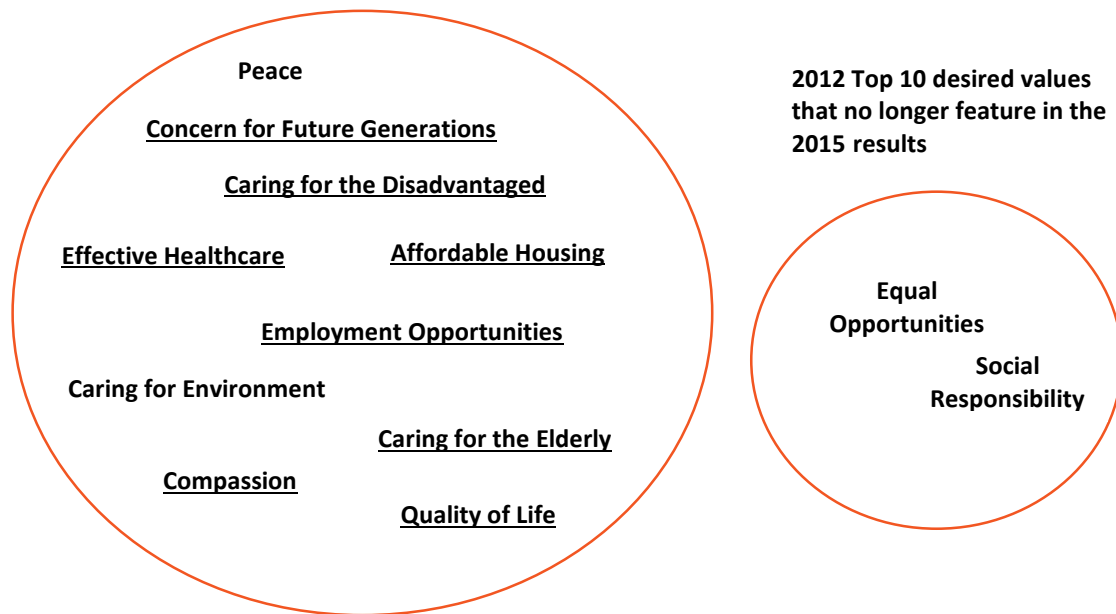 Peace
Concern for Future Generations
Caring for the Disadvantaged
Effective Healthcare
Affordable Housing
Employment Opportunities
Caring for Environment
Caring for the Elderly
Compassion
Quality of Life
2012 Top 10 desired values
that no longer feature in the
2015 results
Equal
Opportunities
Social
Responsibility